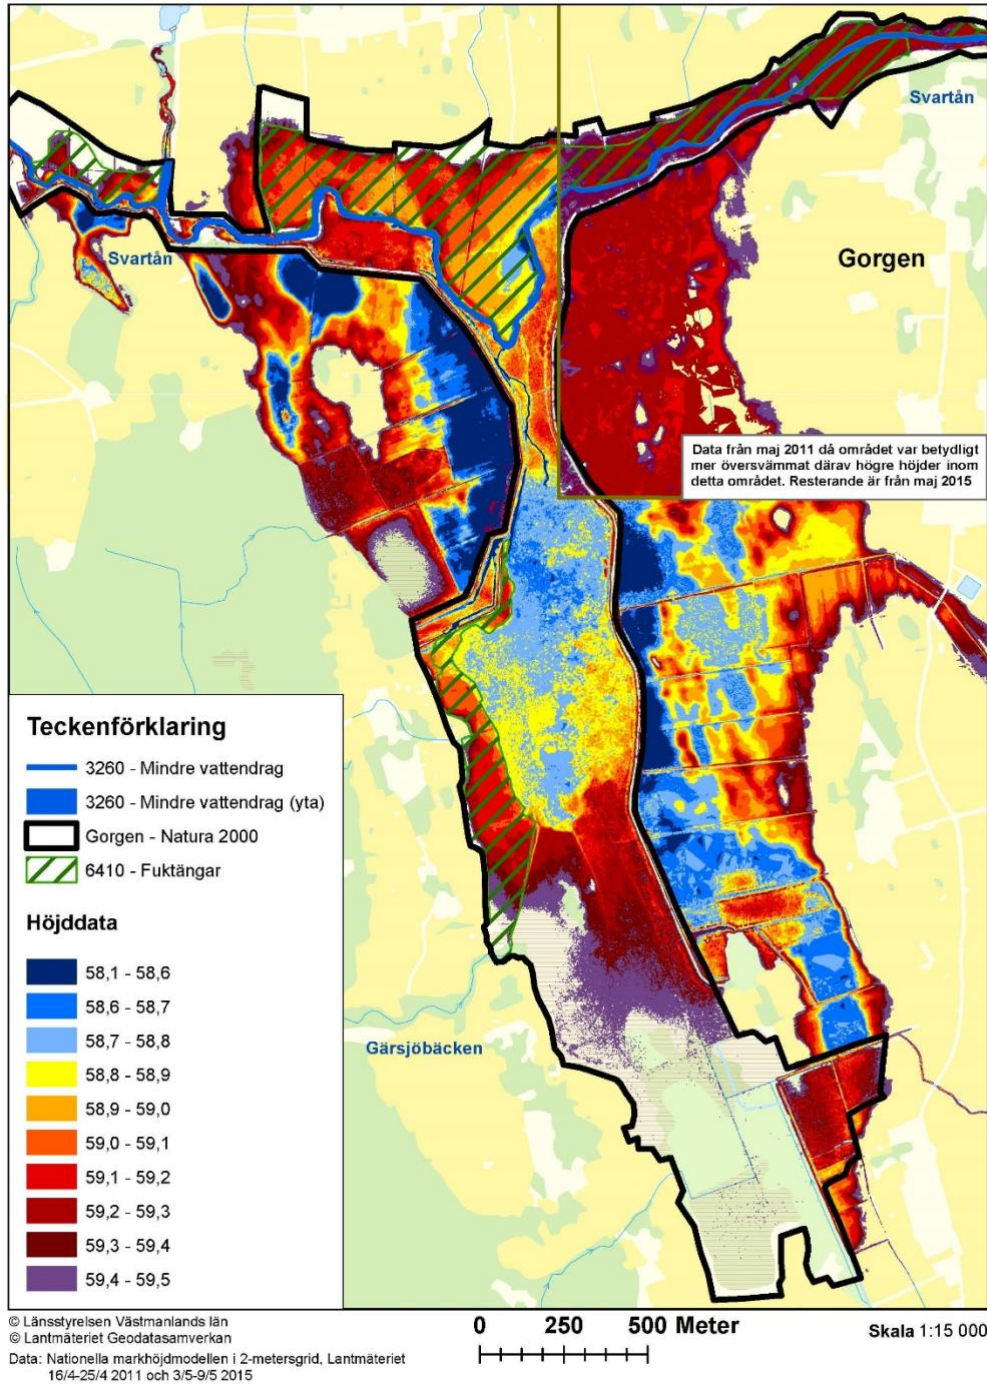 Svartån
Gorgen
Svartån
Data från maj 2011 då området var betydligt
mer översvämmat därav högre höjder inom
detta området. Resterande är från maj 2015
Teckenförklaring
3260 - Mindre vattendrag
3260 - Mindre vattendrag (yta)
Gorgen - Natura 2000
6410 - Fuktängar
Höjddata
58,1 - 58,6
58,6 - 58,7
58,7 - 58,8
58,8 - 58,9
58,9 - 59,0
59,0 - 59,1
59,1 - 59,2
59,2 - 59,3
59,3 - 59,4
59,4 - 59,5
Gärsjöbäcken
© Länsstyrelsen Västmanlands län
© Lantmäteriet Geodatasamverkan
Data: Nationella markhöjdmodellen i 2-metersgrid, Lantmäteriet
16/4-25/4 2011 och 3/5-9/5 2015
0 250 500 Meter
Skala 1:15 000